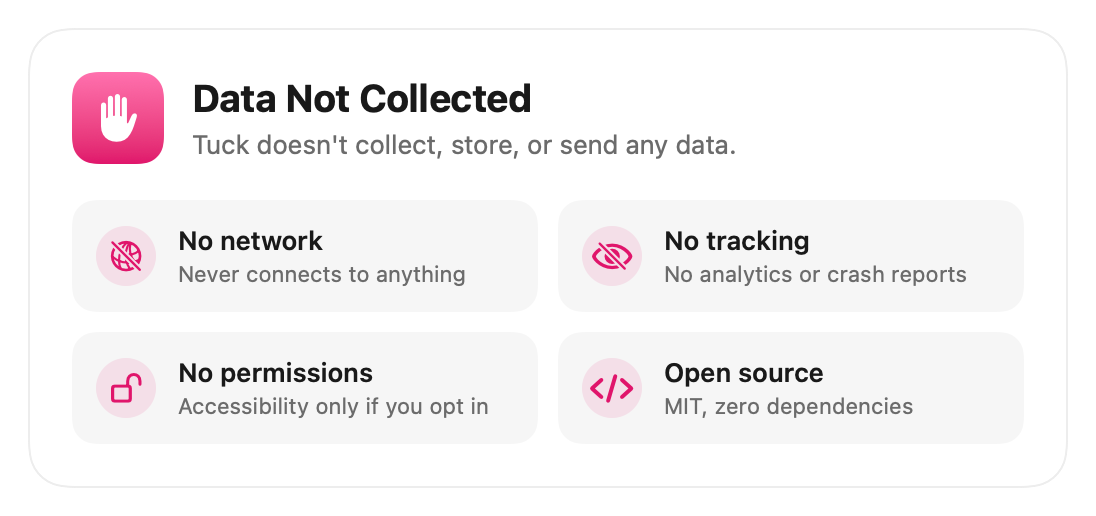 Data Not Collected
Tuck doesn't collect, store, or send any data.
No network
Never connects to anything
No tracking
No analytics or crash reports
No permissions
Accessibility only if you opt in
Open source
MIT, zero dependencies